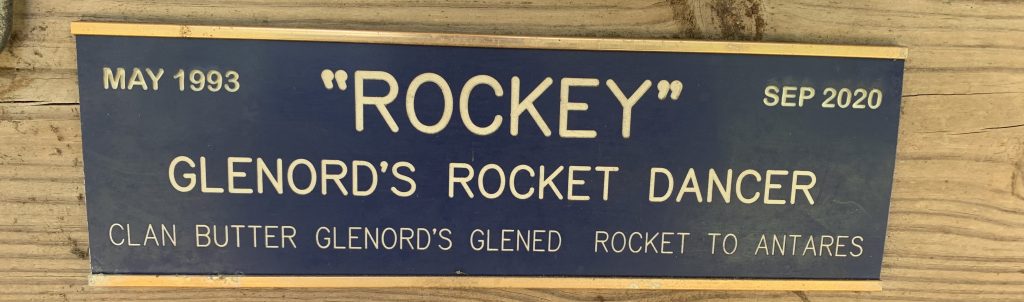 MAY 1993 "ROCKEY" SEP 2020
GLENORD'S ROCKET DANCER
CLAN BUTTER GLENORD'S GLENED ROCKET TO ANTARES